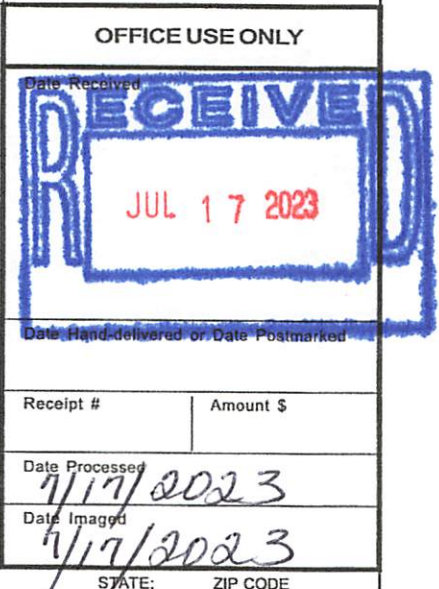 OFFICE USE ONLY
Date Received
RECEIVED
JUL 17 2023
Date Hand-delivered or Date Postmarked
Receipt # Amount $
Date Processed
7/17/2023
Date Imaged
7/17/2023
STATE: ZIP CODE